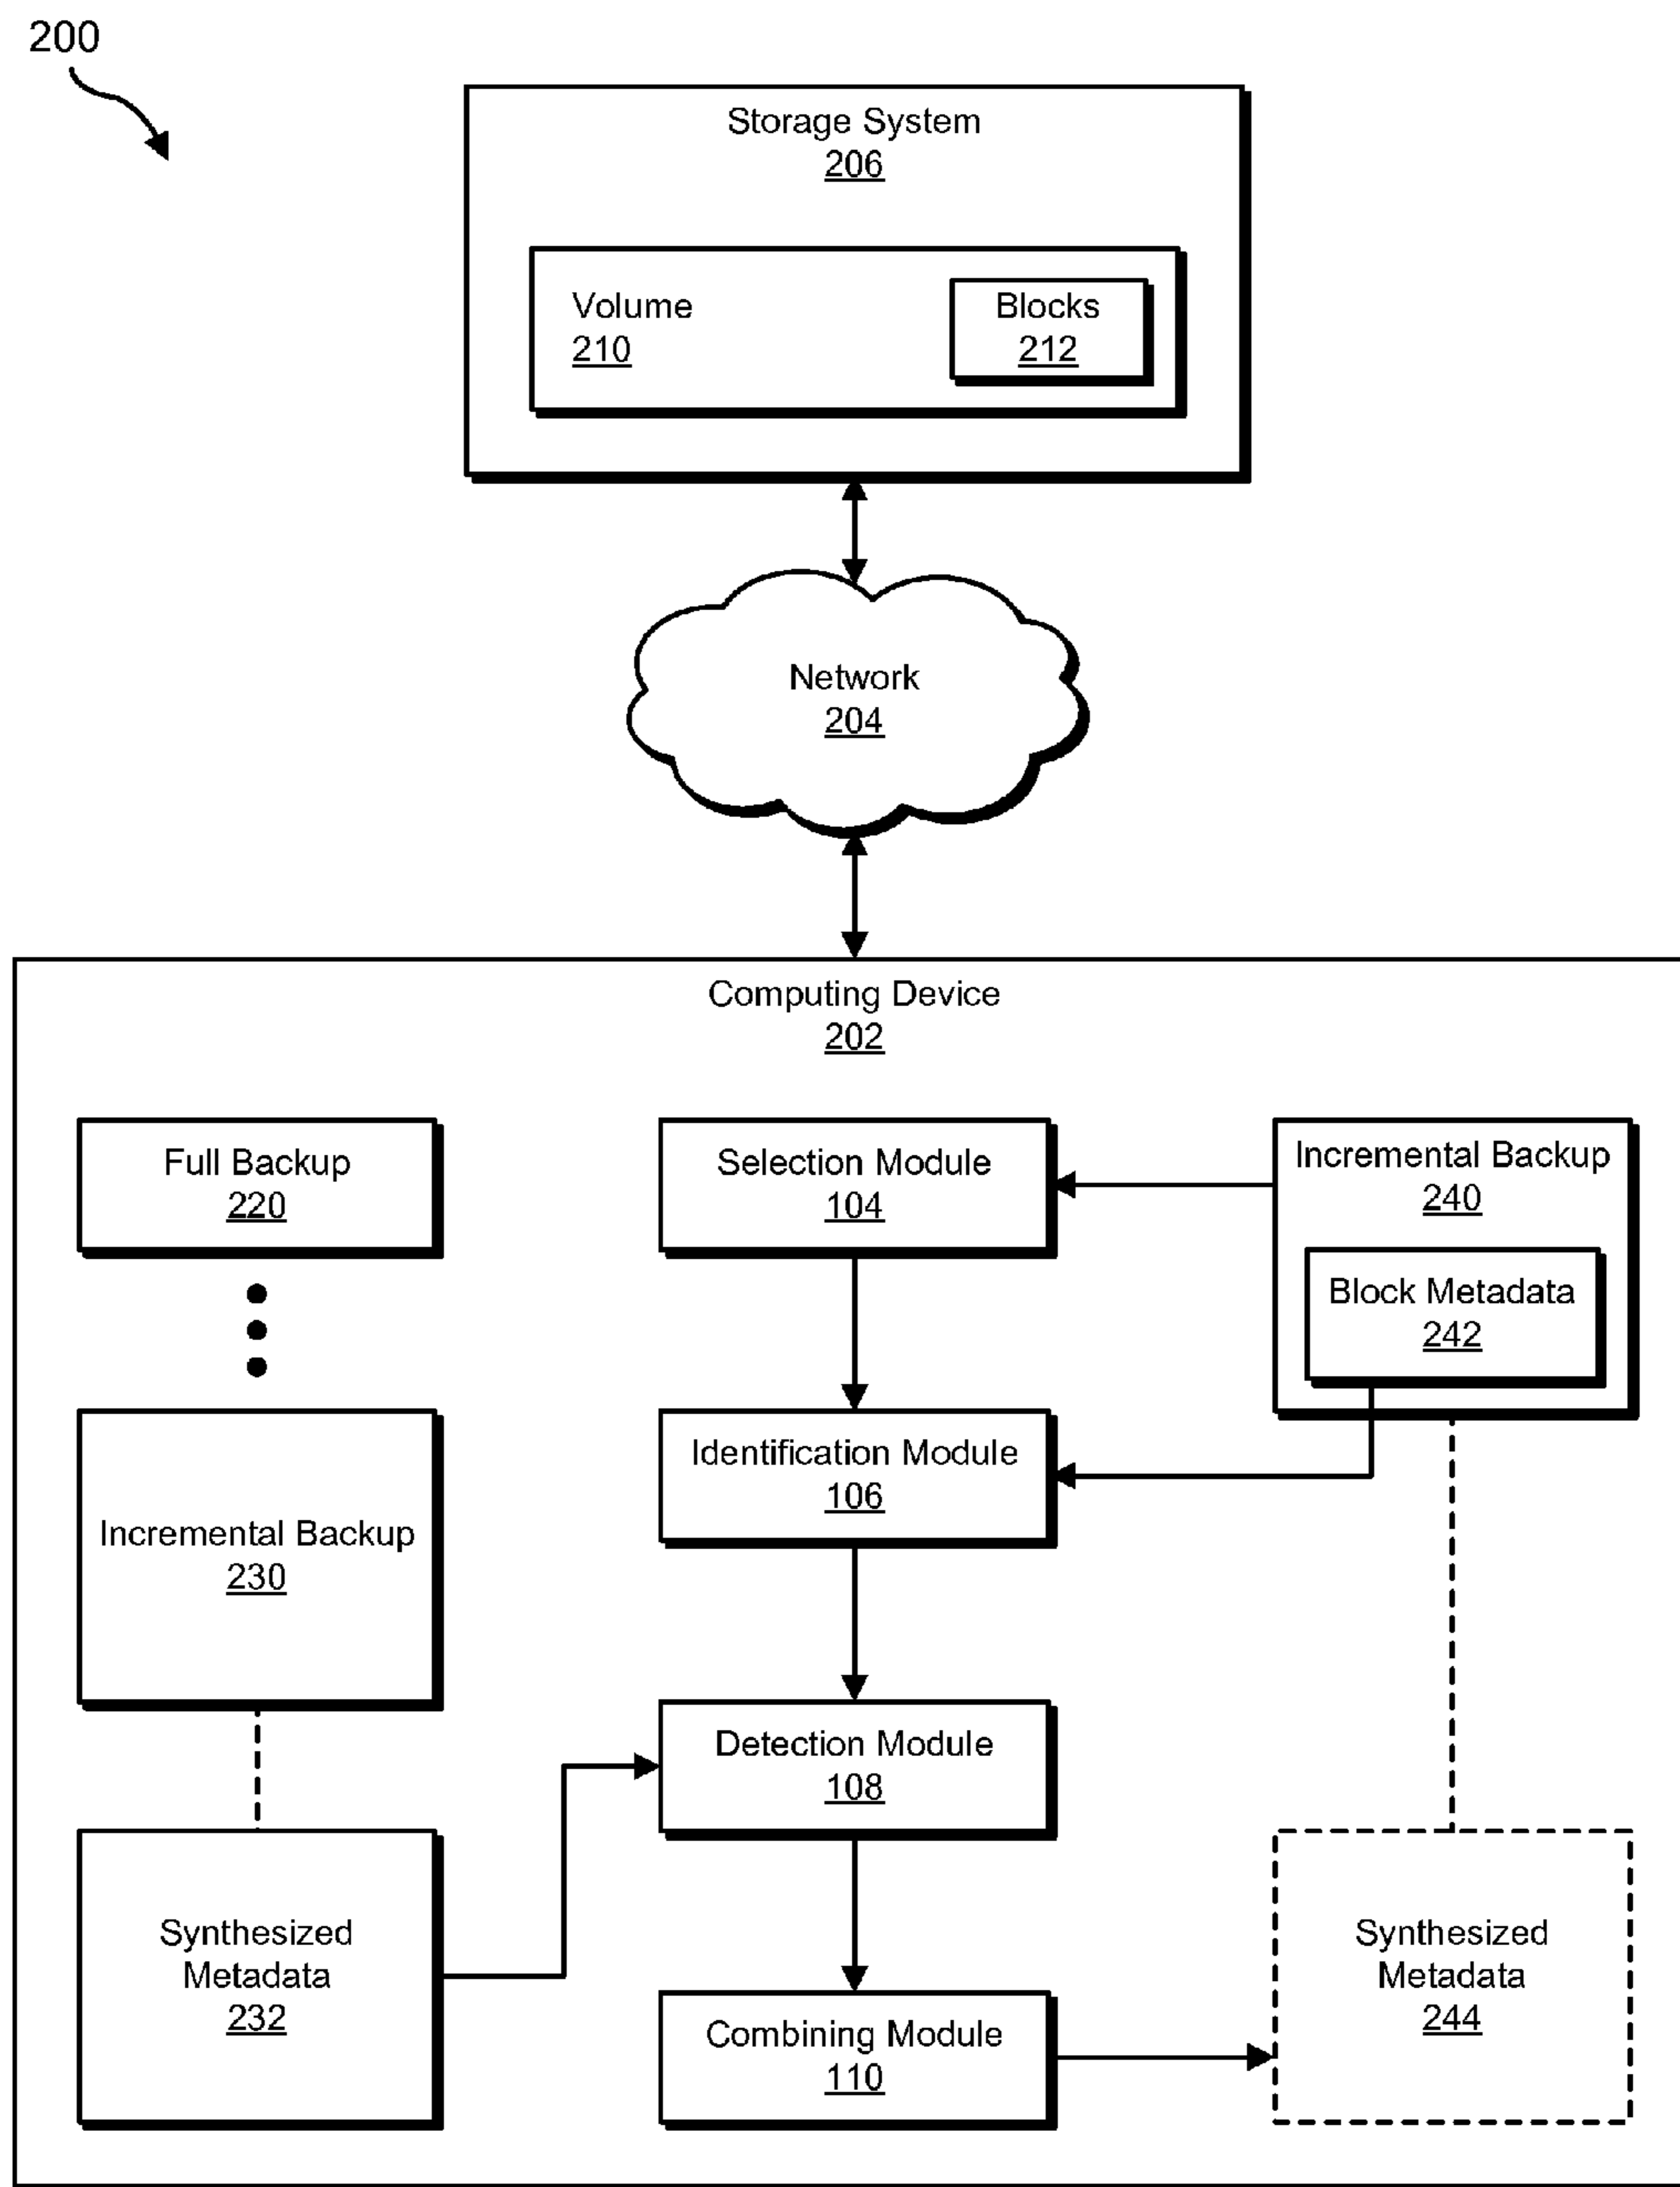 200
Storage System
206
Volume
210
Blocks
212
Network
204
Computing Device
202
Full Backup
220
Selection Module
104
Incremental Backup
240
Block Metadata
242
Incremental Backup
230
Identification Module
106
Detection Module
108
Synthesized
Metadata
232
Combining Module
110
Synthesized
Metadata
244